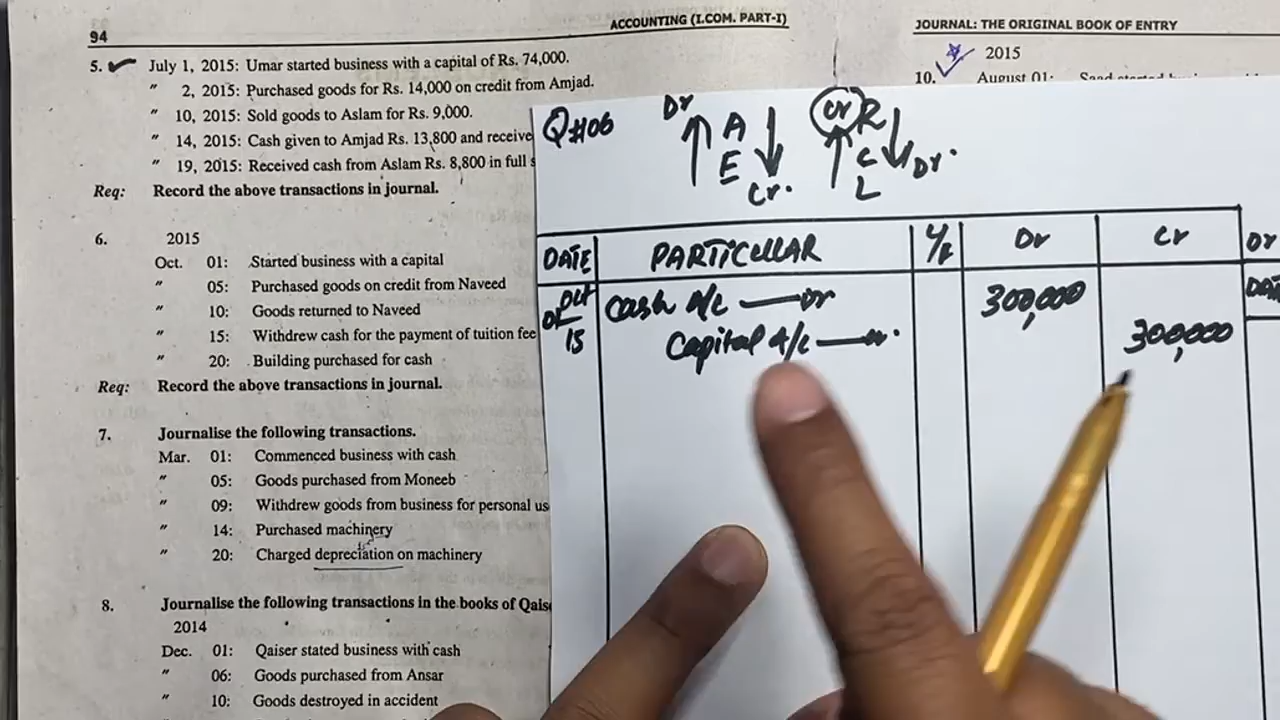 94
ACCOUNTING (I.COM. PART-I)
5. July 1, 2015: Umar started business with a capital of Rs. 74,000.
" 2, 2015: Purchased goods for Rs. 14,000 on credit from Amjad.
" 10, 2015: Sold goods to Aslam for Rs. 9,000.
" 14, 2015: Cash given to Amjad Rs. 13,800 and receive
" 19, 2015: Received cash from Aslam Rs. 8,800 in full s
Req: Record the above transactions in journal.
6. 2015
Oct. 01: Started business with a capital
" 05: Purchased goods on credit from Naveed
" 10: Goods returned to Naveed
" 15: Withdrew cash for the payment of tuition fee
" 20: Building purchased for cash
Req: Record the above transactions in journal.
7. Journalise the following transactions.
Mar. 01: Commenced business with cash
" 05: Goods purchased from Moneeb
" 09: Withdrew goods from business for personal us
" 14: Purchased machinery
" 20: Charged depreciation on machinery
8. Journalise the following transactions in the books of Qais
2014
Dec. 01: Qaiser stated business with cash
" 06: Goods purchased from Ansar
" 10: Goods destroyed in accident
JOURNAL: THE ORIGINAL BOOK OF ENTRY
2015
10. August 01:
Q#06
Dr A Cr R
E C Dr.
Cr. L
DATE PARTICULAR Dr Cr Dr
Cash A/c Dr 300,000
15 Capital A/c 300,000